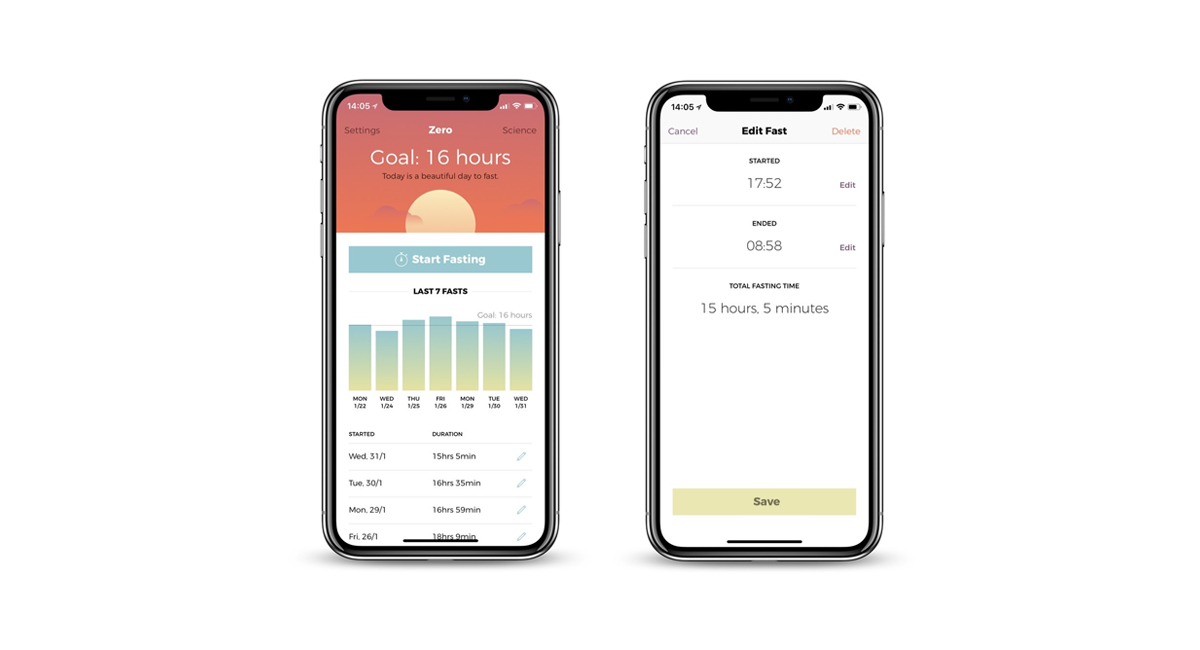 14:05
Settings Zero Science
Goal: 16 hours
Today is a beautiful day to fast.
Start Fasting
LAST 7 FASTS
Goal: 16 hours
MON WED THU FRI MON TUE WED
1/22 1/24 1/25 1/26 1/29 1/30 1/31
STARTED DURATION
Wed, 31/1 15hrs 5min
Tue, 30/1 16hrs 35min
Mon, 29/1 16hrs 59min
Fri, 26/1 18hrs 9min
14:05
Cancel Edit Fast Delete
STARTED
17:52 Edit
ENDED
08:58 Edit
TOTAL FASTING TIME
15 hours, 5 minutes
Save